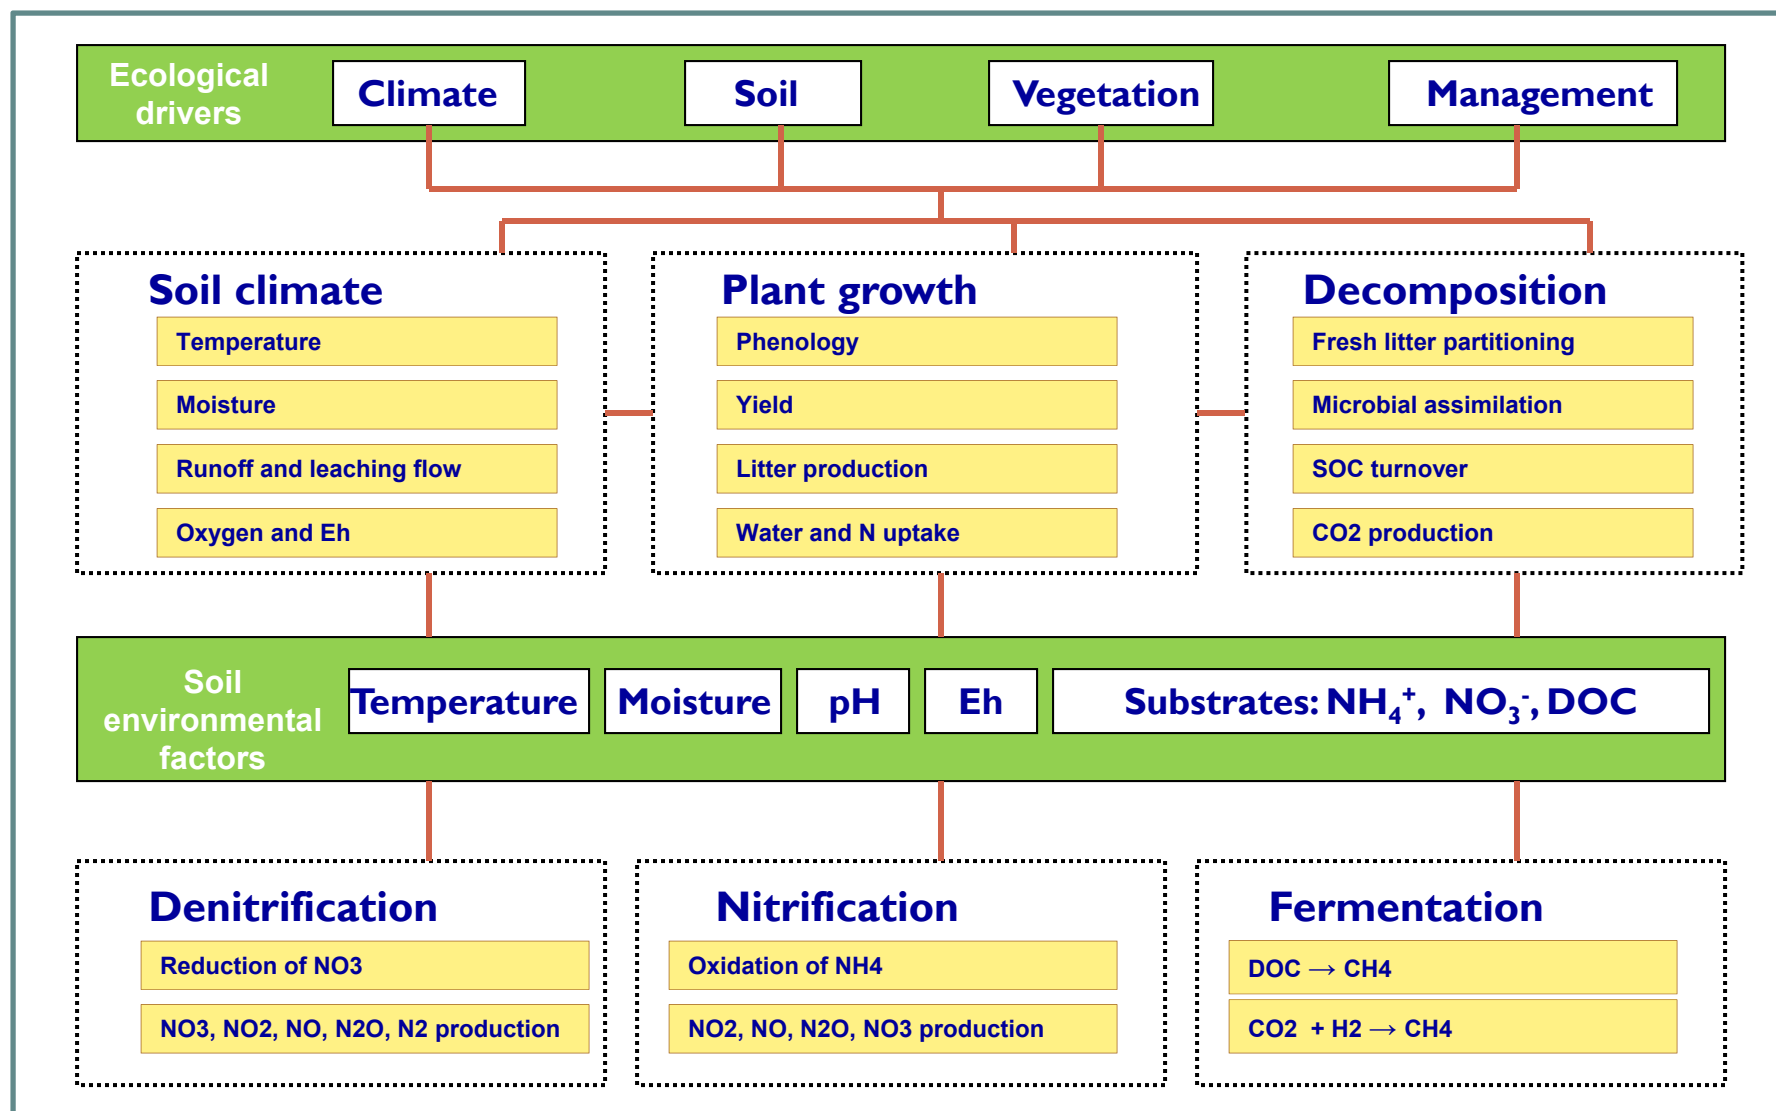 Ecological
drivers
Climate
Soil
Vegetation
Management
Soil climate
Temperature
Moisture
Runoff and leaching flow
Oxygen and Eh
Plant growth
Phenology
Yield
Litter production
Water and N uptake
Decomposition
Fresh litter partitioning
Microbial assimilation
SOC turnover
CO2 production
Soil
environmental
factors
Temperature
Moisture
pH
Eh
Substrates: NH₄⁺, NO₃⁻, DOC
Denitrification
Reduction of NO3
NO3, NO2, NO, N2O, N2 production
Nitrification
Oxidation of NH4
NO2, NO, N2O, NO3 production
Fermentation
DOC → CH4
CO2 + H2 → CH4